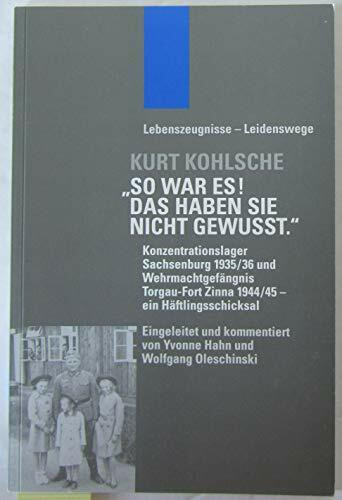 Lebenszeugnisse – Leidenswege
KURT KOHLSCHE
„SO WAR ES!
DAS HABEN SIE
NICHT GEWUSST.“
Konzentrationslager
Sachsenburg 1935/36 und
Wehrmachtgefängnis
Torgau-Fort Zinna 1944/45 –
ein Häftlingsschicksal
Eingeleitet und kommentiert
von Yvonne Hahn und
Wolfgang Oleschinski